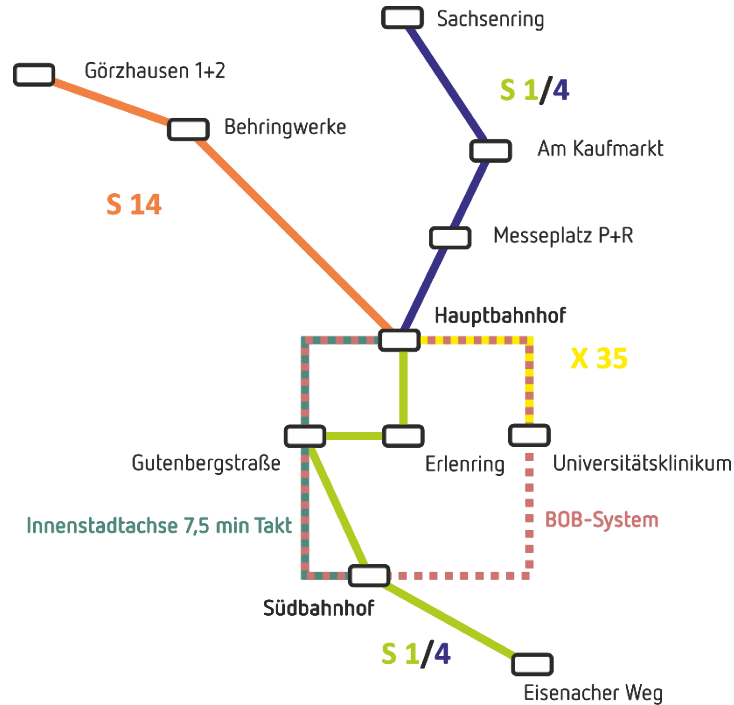 Sachsenring
Görzhausen 1+2
S 1/4
Behringwerke
Am Kaufmarkt
S 14
Messeplatz P+R
Hauptbahnhof
X 35
Gutenbergstraße
Erlenring
Universitätsklinikum
Innenstadtachse 7,5 min Takt
BOB-System
Südbahnhof
S 1/4
Eisenacher Weg